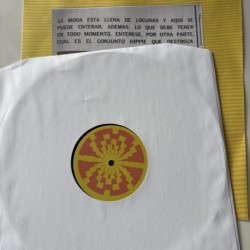 LA MODA ESTA LLENA DE LOCURAS Y AQUI SE
PUEDE ENTERAR, ADEMAS; LO QUE DEBE TENER
EN TODO MOMENTO. ENTERESE, POR OTRA PARTE,
CUAL ES EL CONJUNTO HIPPIE QUE DESTROZA